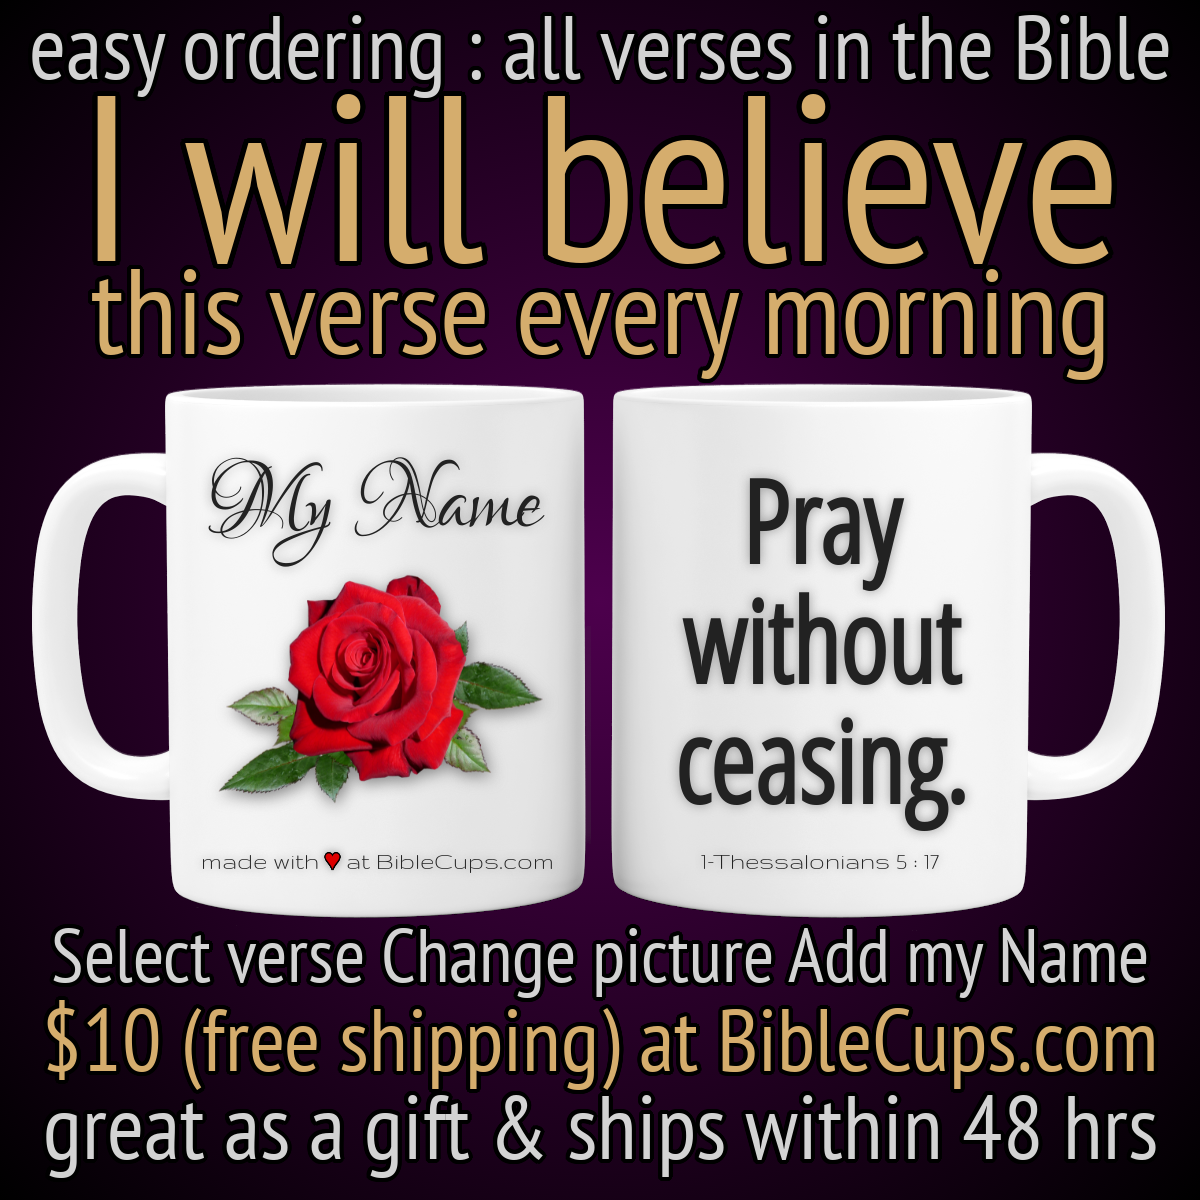 easy ordering : all verses in the Bible
I will believe
this verse every morning
My Name
made with ❤ at BibleCups.com
Pray
without
ceasing.
1-Thessalonians 5 : 17
Select verse Change picture Add my Name
$10 (free shipping) at BibleCups.com
great as a gift & ships within 48 hrs